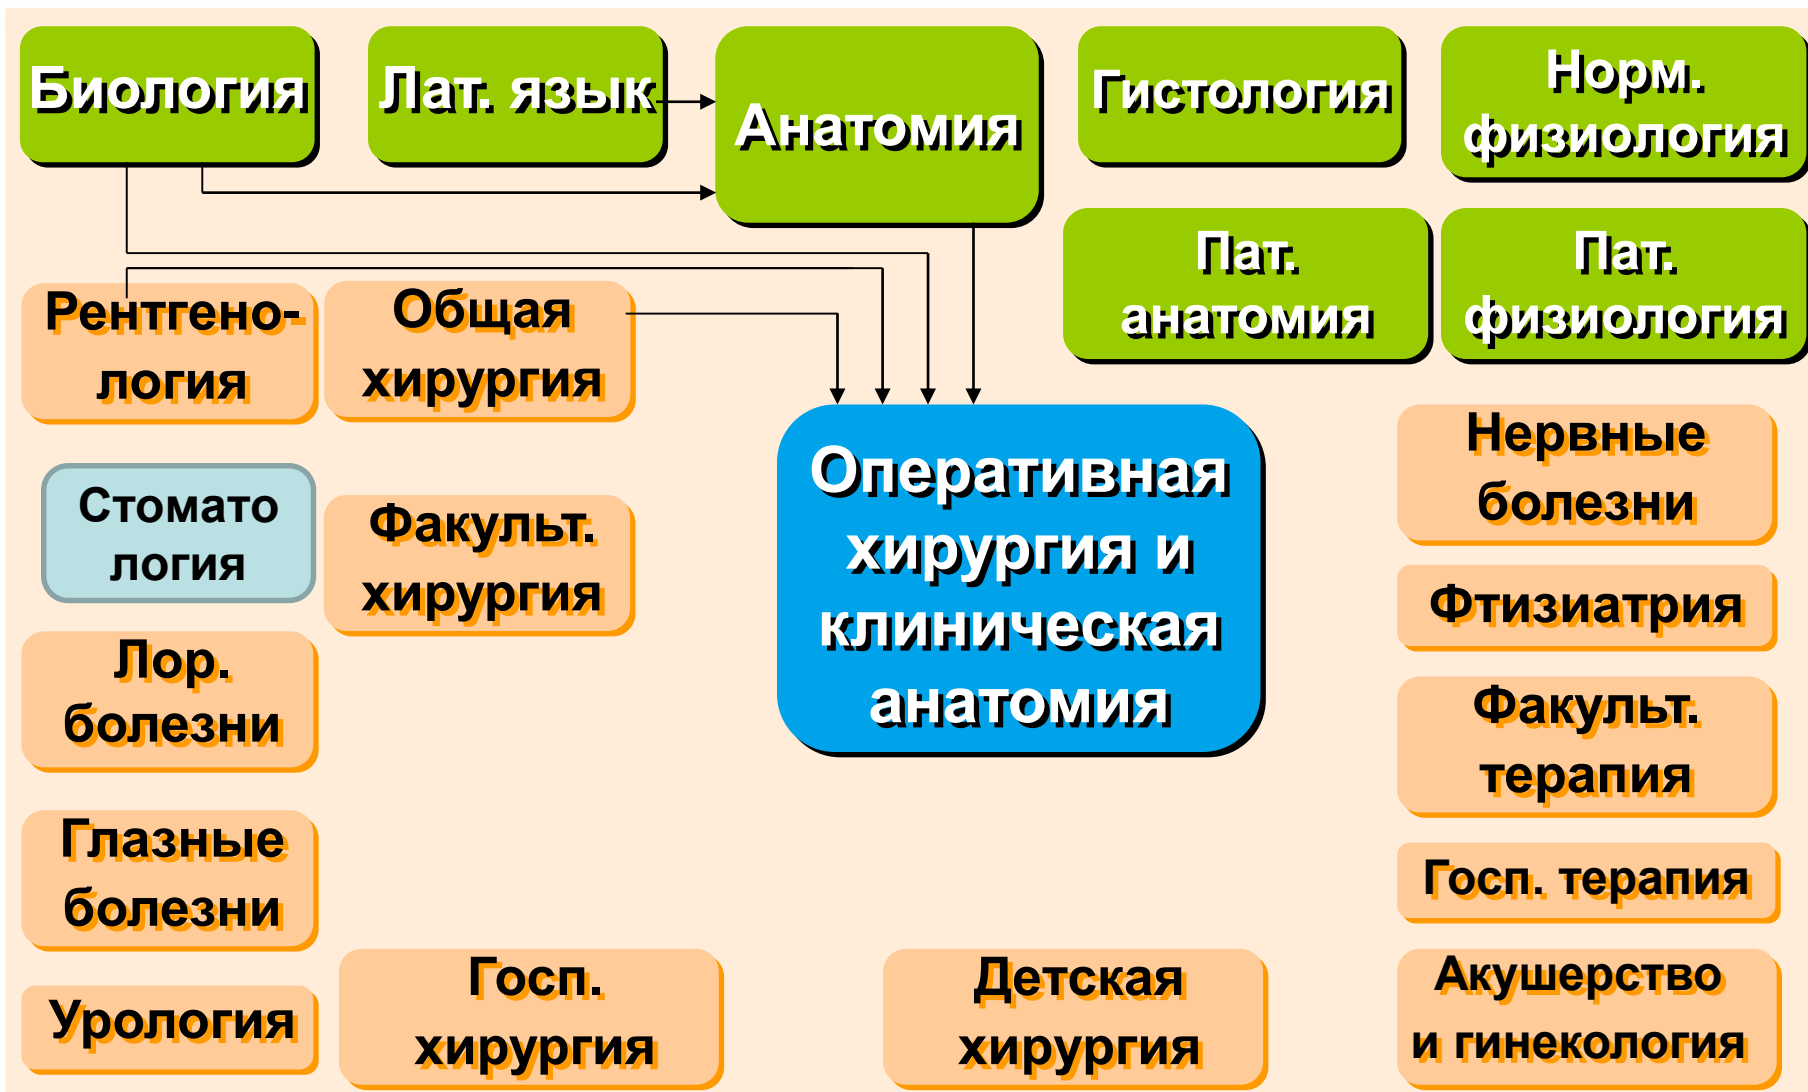 Биология
Лат. язык
Анатомия
Гистология
Норм.
физиология
Пат.
анатомия
Пат.
физиология
Рентгено-
логия
Общая
хирургия
Оперативная
хирургия и
клиническая
анатомия
Нервные
болезни
Стомато
логия
Факульт.
хирургия
Фтизиатрия
Лор.
болезни
Факульт.
терапия
Глазные
болезни
Госп. терапия
Урология
Госп.
хирургия
Детская
хирургия
Акушерство
и гинекология